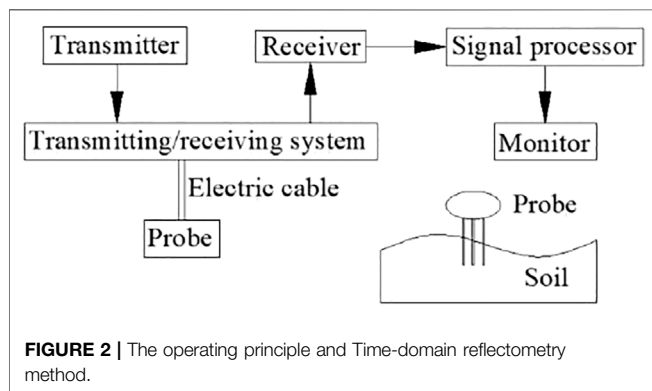 Transmitter
Receiver
Signal processor
Transmitting/receiving system
Monitor
Electric cable
Probe
Probe
Soil
FIGURE 2 | The operating principle and Time-domain reflectometry
method.